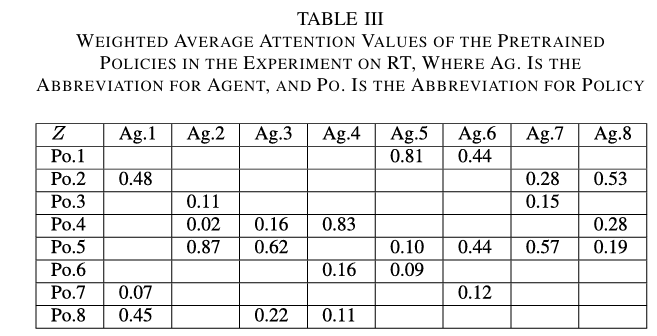 TABLE III
WEIGHTED AVERAGE ATTENTION VALUES OF THE PRETRAINED
POLICIES IN THE EXPERIMENT ON RT, WHERE AG. IS THE
ABBREVIATION FOR AGENT, AND PO. IS THE ABBREVIATION FOR POLICY
Z Ag.1 Ag.2 Ag.3 Ag.4 Ag.5 Ag.6 Ag.7 Ag.8
Po.1 0.81 0.44
Po.2 0.48 0.28 0.53
Po.3 0.11 0.15
Po.4 0.02 0.16 0.83 0.28
Po.5 0.87 0.62 0.10 0.44 0.57 0.19
Po.6 0.16 0.09
Po.7 0.07 0.12
Po.8 0.45 0.22 0.11